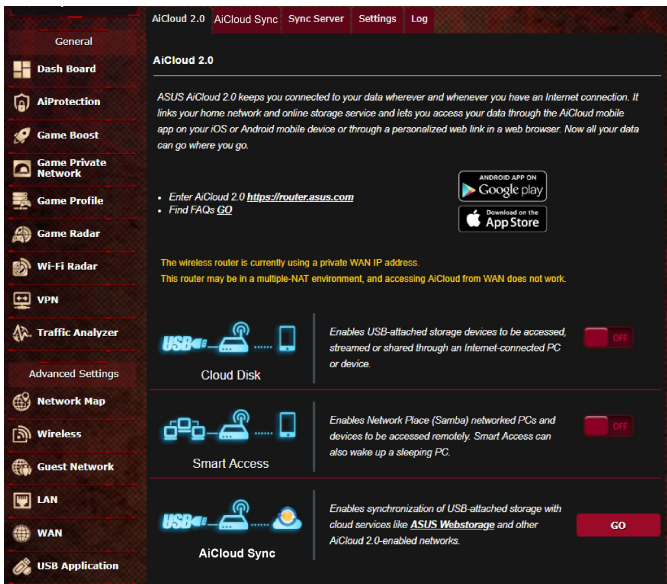 AiCloud 2.0
AiCloud Sync
Sync Server
Settings
Log
General
Dash Board
AiProtection
Game Boost
Game Private
Network
Game Profile
Game Radar
Wi-Fi Radar
VPN
Traffic Analyzer
Advanced Settings
Network Map
Wireless
Guest Network
LAN
WAN
USB Application
AiCloud 2.0
ASUS AiCloud 2.0 keeps you connected to your data wherever and whenever you have an Internet connection. It
links your home network and online storage service and lets you access your data through the AiCloud mobile
app on your iOS or Android mobile device or through a personalized web link in a web browser. Now all your data
can go where you go.
• Enter AiCloud 2.0 https://router.asus.com
• Find FAQs GO
ANDROID APP ON
Google play
Download on the
App Store
The wireless router is currently using a private WAN IP address.
This router may be in a multiple-NAT environment, and accessing AiCloud from WAN does not work.
USB
Cloud Disk
Enables USB-attached storage devices to be accessed,
streamed or shared through an Internet-connected PC
or device.
OFF
Smart Access
Enables Network Place (Samba) networked PCs and
devices to be accessed remotely. Smart Access can
also wake up a sleeping PC.
OFF
USB
AiCloud Sync
Enables synchronization of USB-attached storage with
cloud services like ASUS Webstorage and other
AiCloud 2.0-enabled networks.
GO